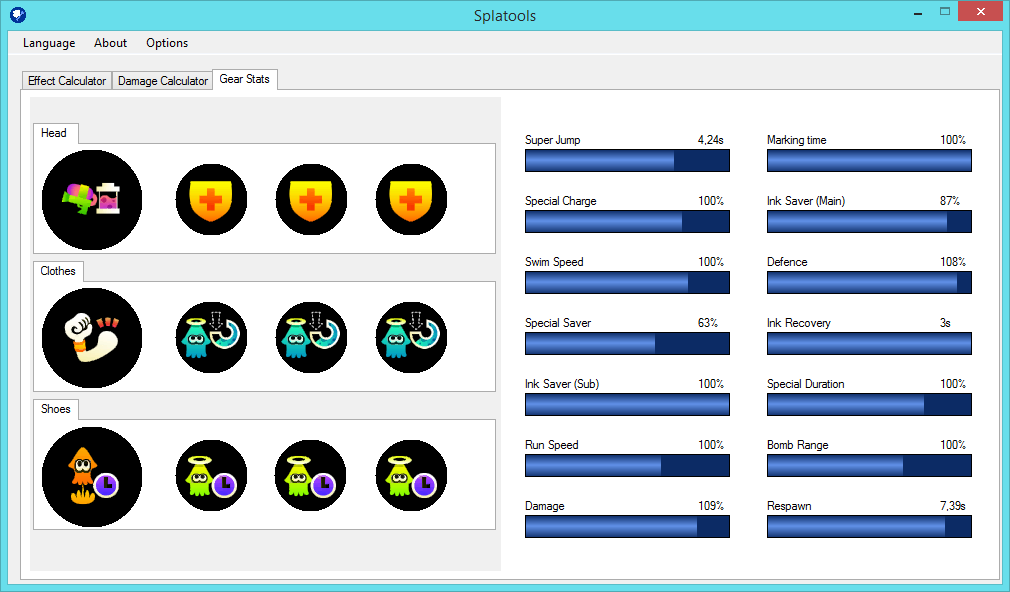 Splatools
Language About Options
Effect Calculator Damage Calculator Gear Stats
Head
Clothes
Shoes
Super Jump 4,24s
Special Charge 100%
Swim Speed 100%
Special Saver 63%
Ink Saver (Sub) 100%
Run Speed 100%
Damage 109%
Marking time 100%
Ink Saver (Main) 87%
Defence 108%
Ink Recovery 3s
Special Duration 100%
Bomb Range 100%
Respawn 7,39s